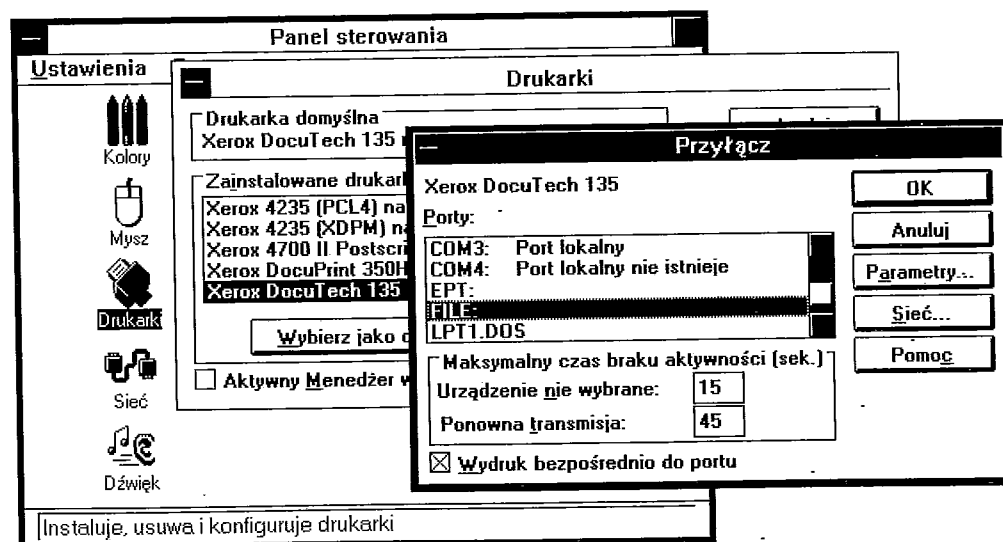 Panel sterowania
Ustawienia
Kolory
Mysz
Drukarki
Sieć
Dźwięk
Instaluje, usuwa i konfiguruje drukarki
Drukarki
Drukarka domyślna
Xerox DocuTech 135
Zainstalowane
Xerox 4235 (PCL4) na
Xerox 4235 (XDPM) na
Xerox 4700 II
Xerox DocuPrint
Xerox DocuTech 135
Wybierz jako
Aktywny Menedżer
Przyłącz
Xerox DocuTech 135
Porty:
COM3: Port lokalny
COM4: Port lokalny nie istnieje
EPT:
FILE:
LPT1.DOS
Maksymalny czas braku aktywności (sek.)
Urządzenie nie wybrane: 15
Ponowna transmisja: 45
Wydruk bezpośrednio do portu
OK
Anuluj
Parametry...
Sieć...
Pomoc